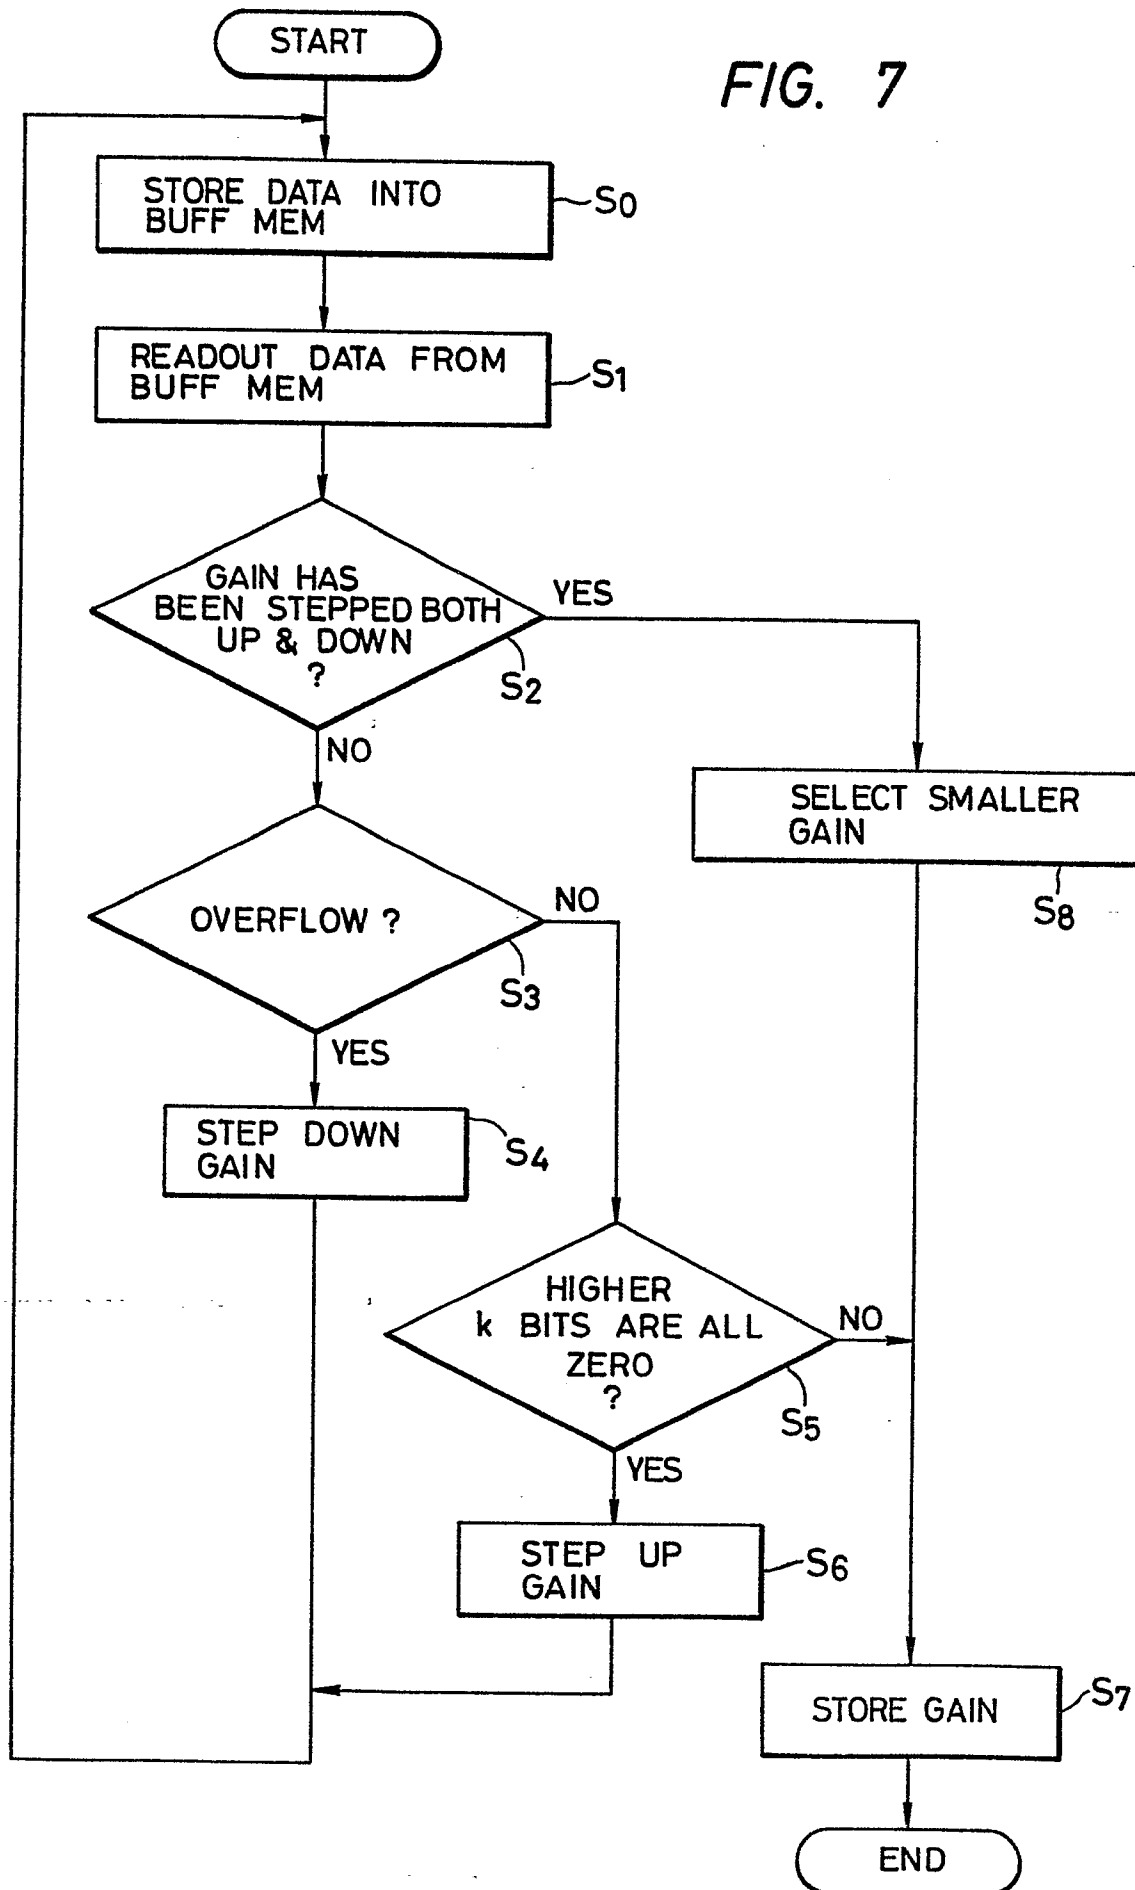 START
FIG. 7
STORE DATA INTO
BUFF MEM
S0
READOUT DATA FROM
BUFF MEM
S1
GAIN HAS
BEEN STEPPED BOTH
UP & DOWN
?
YES
S2
NO
SELECT SMALLER
GAIN
S8
OVERFLOW ?
NO
S3
YES
STEP DOWN
GAIN
S4
HIGHER
k BITS ARE ALL
ZERO
?
NO
S5
YES
STEP UP
GAIN
S6
STORE GAIN
S7
END